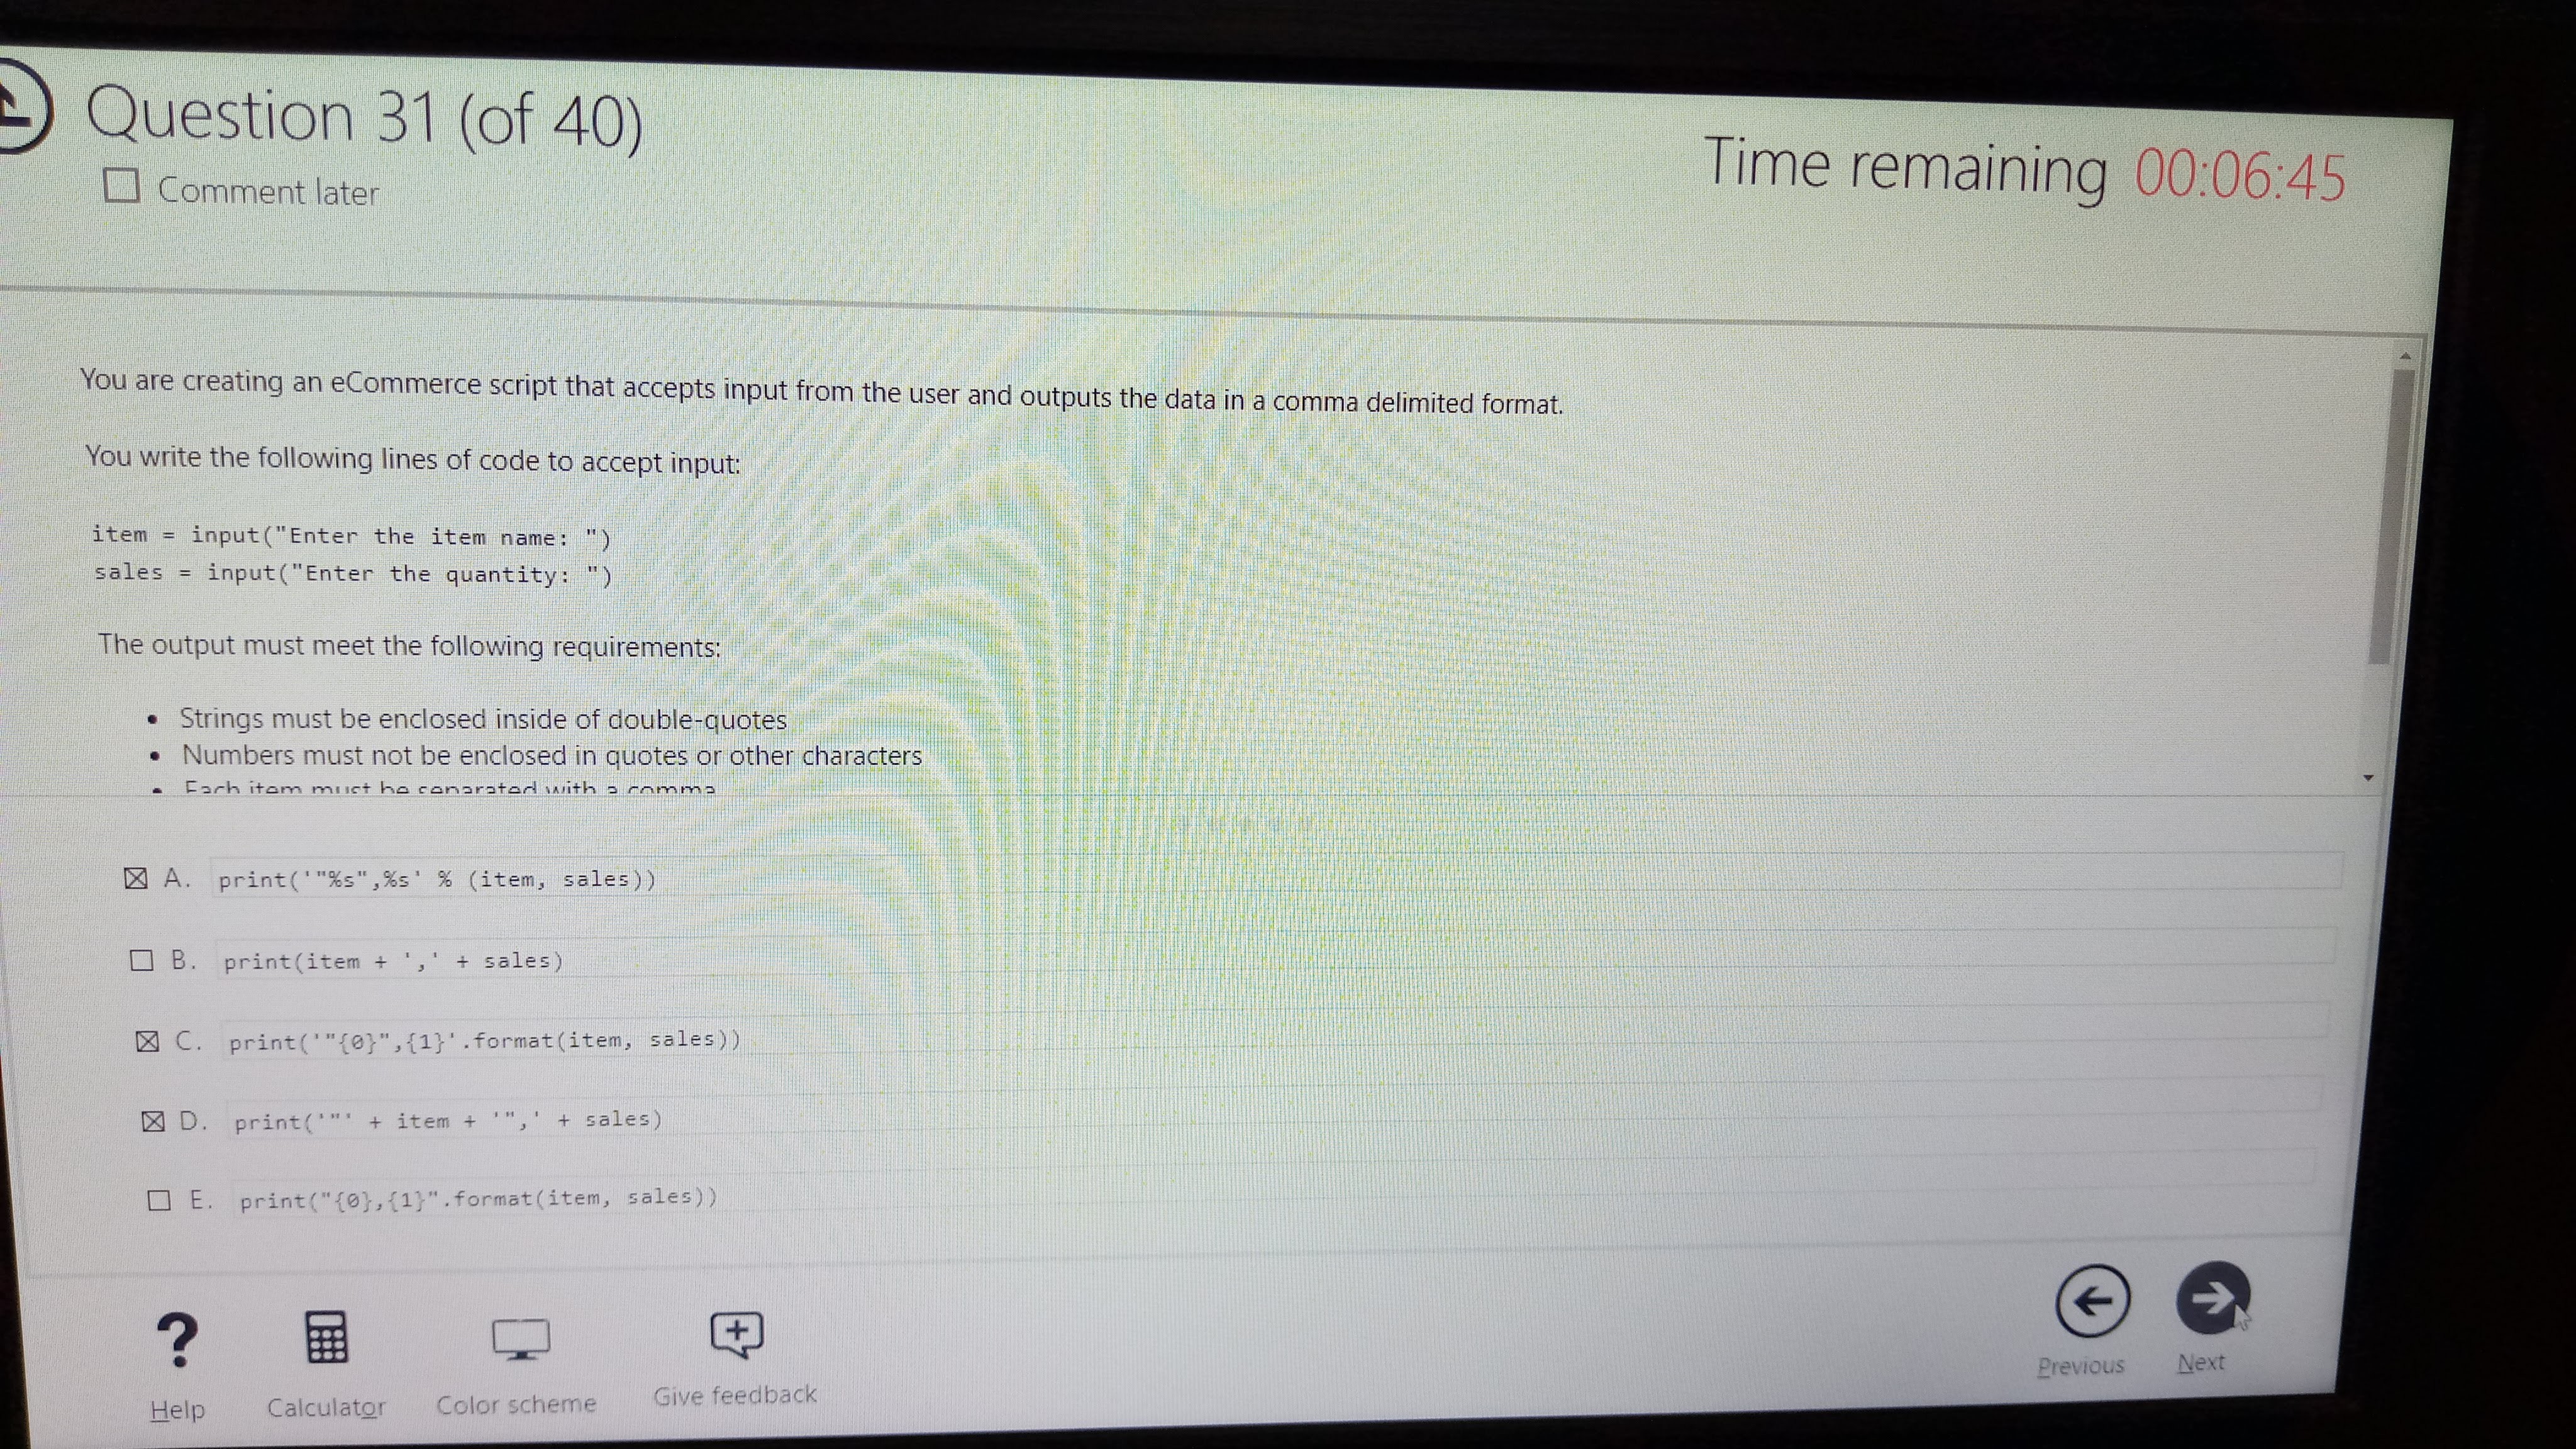 Question 31 (of 40)
Comment later
Time remaining 00:06:45
You are creating an eCommerce script that accepts input from the user and outputs the data in a comma delimited format.
You write the following lines of code to accept input:
item = input("Enter the item name: ")
sales = input("Enter the quantity: ")
The output must meet the following requirements:
• Strings must be enclosed inside of double-quotes
• Numbers must not be enclosed in quotes or other characters
• Each item must be separated with a comma
A. print('"%s",%s' % (item, sales))
B. print(item + ',' + sales)
C. print('"{0}",{1}'.format(item, sales))
D. print('"' + item + '",' + sales)
E. print("{0},{1}".format(item, sales))
?
Help
Calculator
Color scheme
Give feedback
Previous
Next